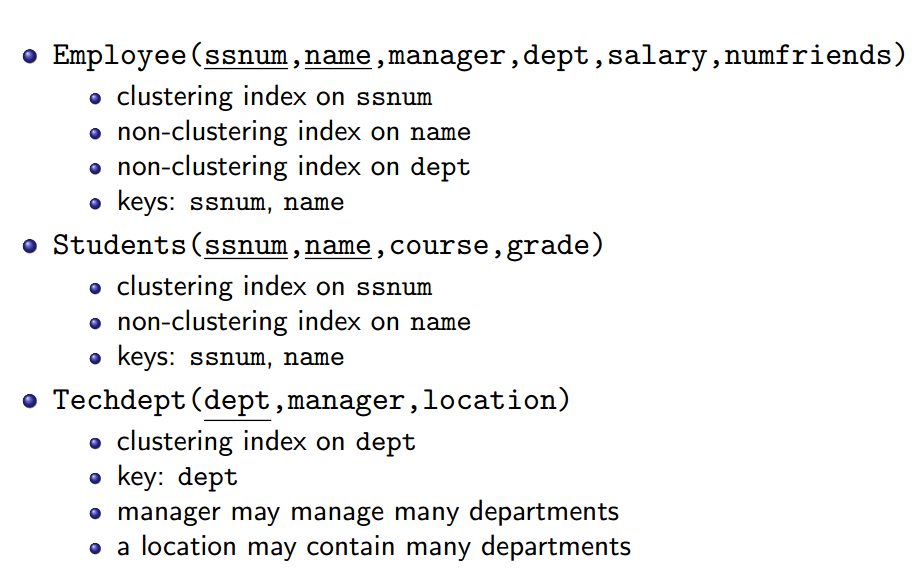 Employee(ssnum,name,manager,dept,salary,numfriends)
clustering index on ssnum
non-clustering index on name
non-clustering index on dept
keys: ssnum, name
Students(ssnum,name,course,grade)
clustering index on ssnum
non-clustering index on name
keys: ssnum, name
Techdept(dept,manager,location)
clustering index on dept
key: dept
manager may manage many departments
a location may contain many departments